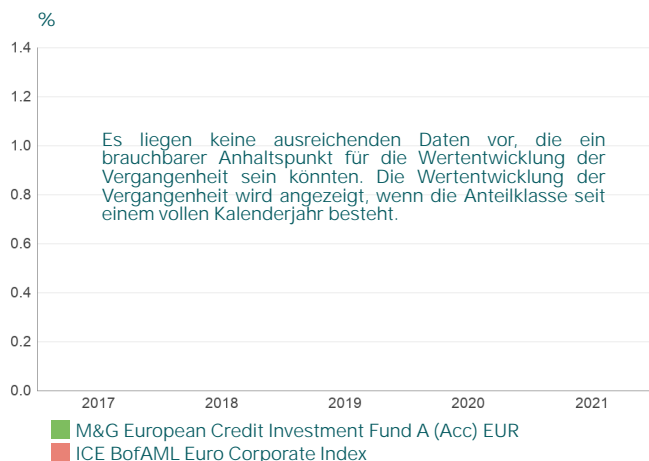 %
1.4
1.2
1.0
0.8
0.6
0.4
0.2
0.0
Es liegen keine ausreichenden Daten vor, die ein
brauchbarer Anhaltspunkt für die Wertentwicklung der
Vergangenheit sein könnten. Die Wertentwicklung der
Vergangenheit wird angezeigt, wenn die Anteilklasse seit
einem vollen Kalenderjahr besteht.
2017 2018 2019 2020 2021
M&G European Credit Investment Fund A (Acc) EUR
ICE BofAML Euro Corporate Index